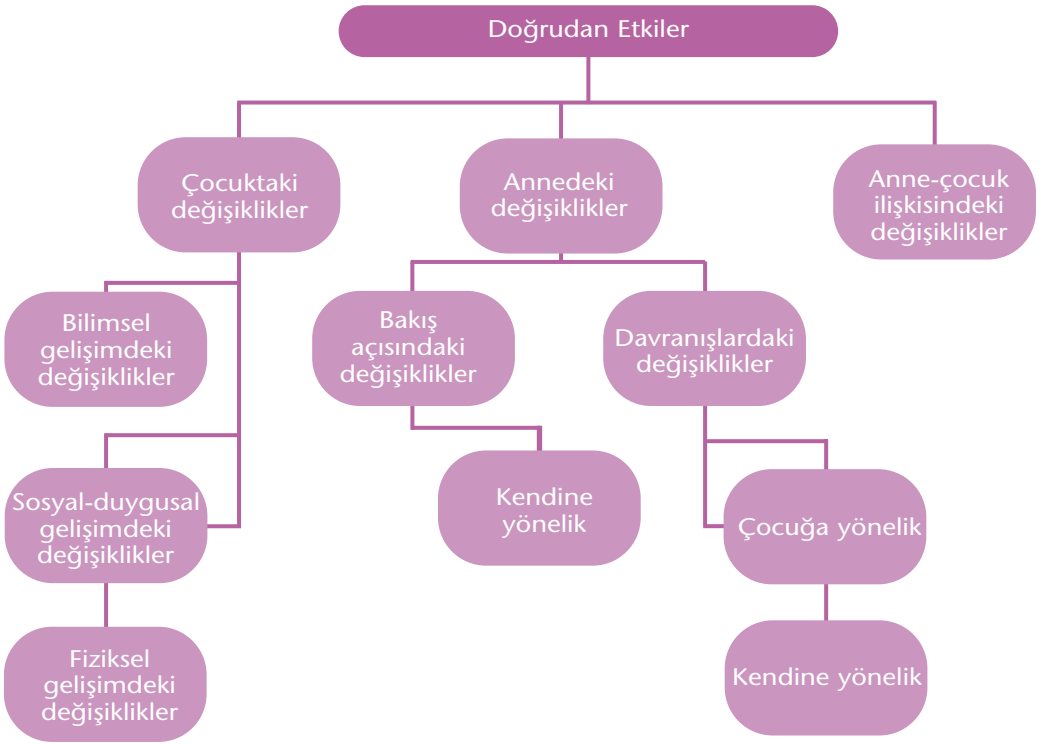 Doğrudan Etkiler
Çocuktaki
değişiklikler
Annedeki
değişiklikler
Anne-çocuk
ilişkisindeki
değişiklikler
Bilimsel
gelişimdeki
değişiklikler
Bakış
açısındaki
değişiklikler
Davranışlardaki
değişiklikler
Sosyal-duygusal
gelişimdeki
değişiklikler
Kendine
yönelik
Çocuğa yönelik
Fiziksel
gelişimdeki
değişiklikler
Kendine yönelik